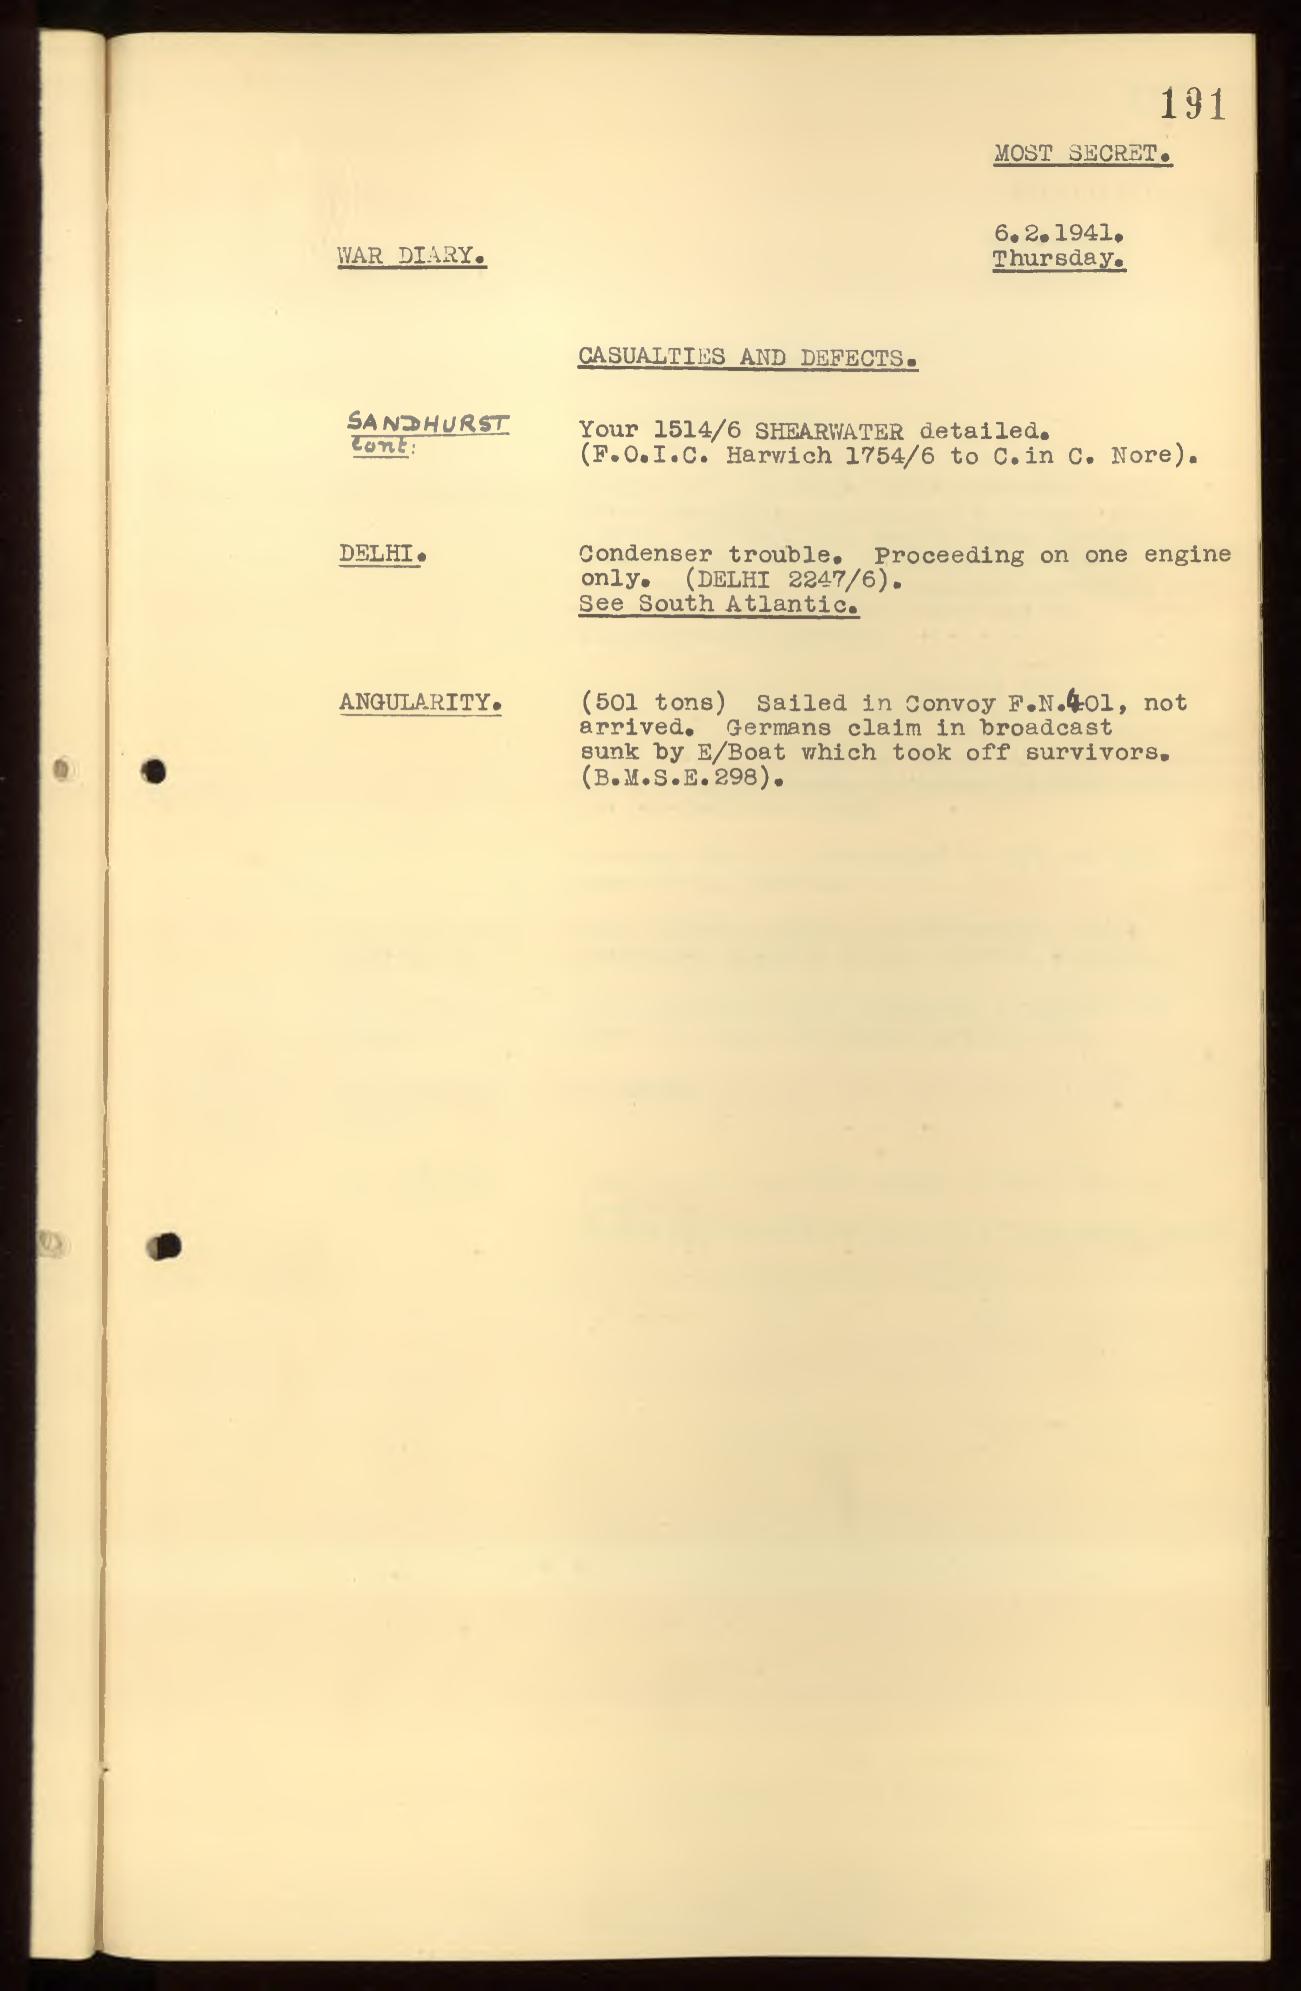 191
MOST SECRET.
6.2.1941.
WAR DIARY.
Thursday.
CASUALTIES AND DEFECTS.
SANDHURST
Cont:
Your 1514/6 SHEARWATER detailed.
(F.O.I.C. Harwich 1754/6 to C.in C. Nore).
DELHI.
Condenser trouble. Proceeding on one engine
only. (DELHI 2247/6).
See South Atlantic.
ANGULARITY.
(501 tons) Sailed in Convoy F.N.401, not
arrived. Germans claim in broadcast
sunk by E/Boat which took off survivors.
(B.M.S.E.298).